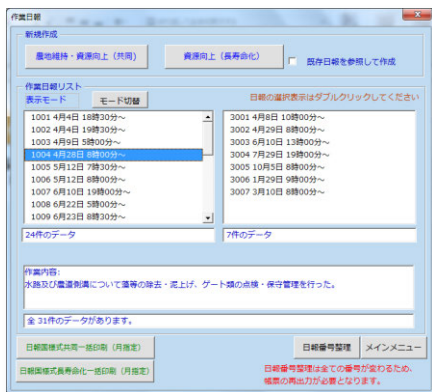 作業日報
新規作成
農地維持・資源向上（共同）
資源向上（長寿命化）
既存日報を参照して作成
作業日報リスト
表示モード
モード切替
日報の選択表示はダブルクリックしてください
1001 4月4日 18時30分～
1002 4月4日 19時30分～
1003 4月9日 5時00分～
1004 4月28日 8時00分～
1005 5月12日 7時30分～
1006 5月12日 8時00分～
1007 6月10日 19時00分～
1008 6月22日 5時00分～
1009 6月23日 8時30分～
3001 4月8日 10時00分～
3002 4月29日 8時00分～
3003 6月10日 13時00分～
3004 7月29日 19時00分～
3005 10月5日 8時00分～
3006 1月29日 9時00分～
3007 3月10日 8時00分～
24件のデータ
7件のデータ
作業内容:
水路及び農道側溝について藻等の除去・泥上げ、ゲート類の点検・保守管理を行った。
全 31件のデータがあります。
日報国様式共同一括印刷（月指定）
日報番号整理
メインメニュー
日報国様式長寿命化一括印刷（月指定）
日報番号整理は全ての番号が変わるため、
帳票の再出力が必要となります。